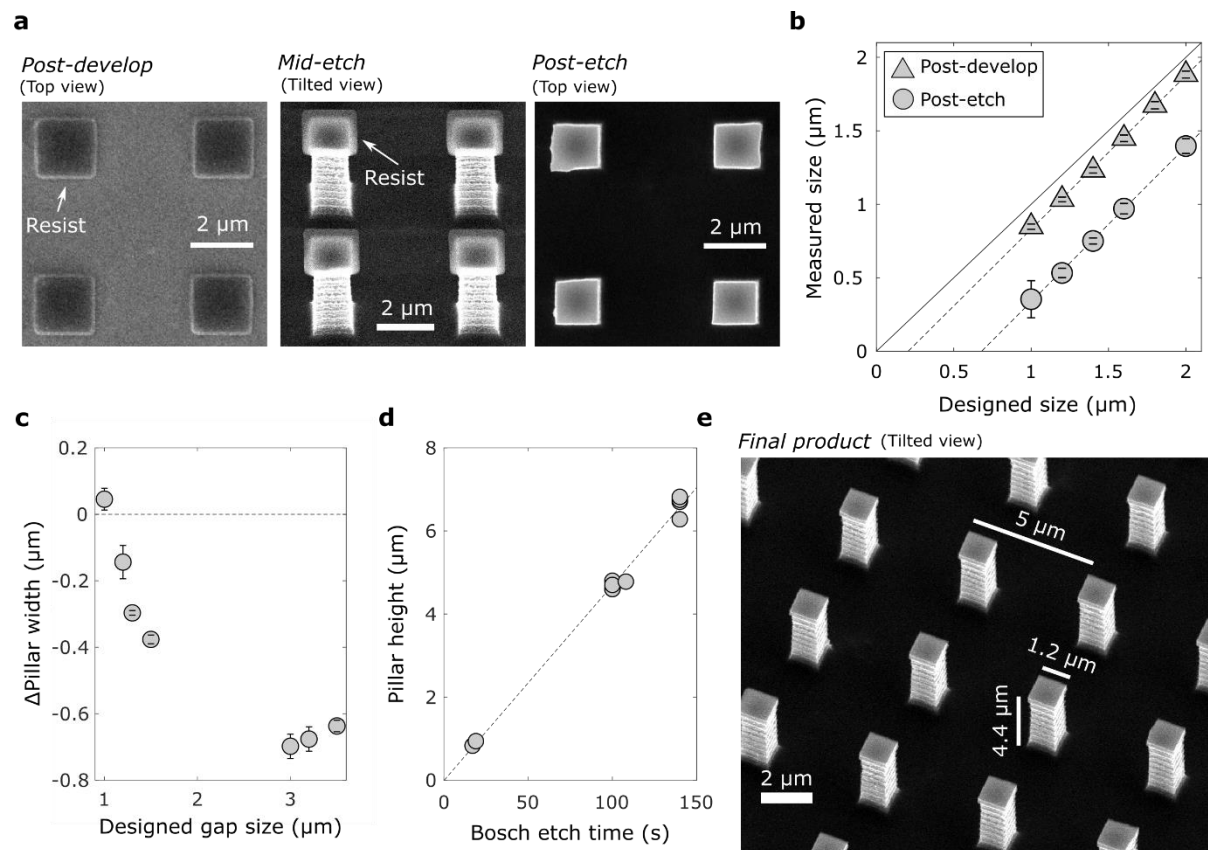 a
Post-develop
(Top view)
Mid-etch
(Tilted view)
Post-etch
(Top view)
Resist
2 µm
Resist
2 µm
2 µm
b
Post-develop
Post-etch
Measured size (µm)
2
1.5
1
0.5
0
0
0.5
1
1.5
2
Designed size (µm)
c
ΔPillar width (µm)
0.2
0
-0.2
-0.4
-0.6
-0.8
1
2
3
Designed gap size (µm)
d
Pillar height (µm)
8
6
4
2
0
0
50
100
150
Bosch etch time (s)
e
Final product (Tilted view)
5 µm
1.2 µm
4.4 µm
2 µm